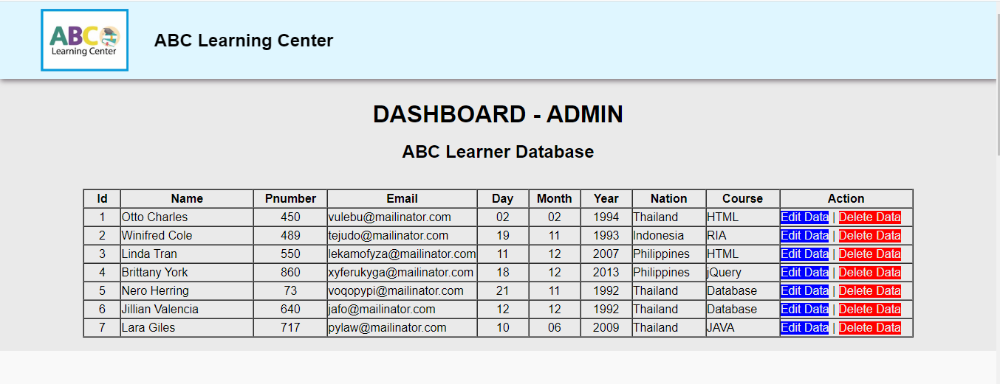 ABC
Learning Center
ABC Learning Center
DASHBOARD - ADMIN
ABC Learner Database
Id Name Pnumber Email Day Month Year Nation Course Action
1 Otto Charles 450 vulebu@mailinator.com 02 02 1994 Thailand HTML Edit Data | Delete Data
2 Winifred Cole 489 tejudo@mailinator.com 19 11 1993 Indonesia RIA Edit Data | Delete Data
3 Linda Tran 550 lekamofyza@mailinator.com 11 12 2007 Philippines HTML Edit Data | Delete Data
4 Brittany York 860 xyferukyga@mailinator.com 18 12 2013 Philippines jQuery Edit Data | Delete Data
5 Nero Herring 73 voqopypi@mailinator.com 21 11 1992 Thailand Database Edit Data | Delete Data
6 Jillian Valencia 640 jafo@mailinator.com 12 12 1992 Thailand Database Edit Data | Delete Data
7 Lara Giles 717 pylaw@mailinator.com 10 06 2009 Thailand JAVA Edit Data | Delete Data